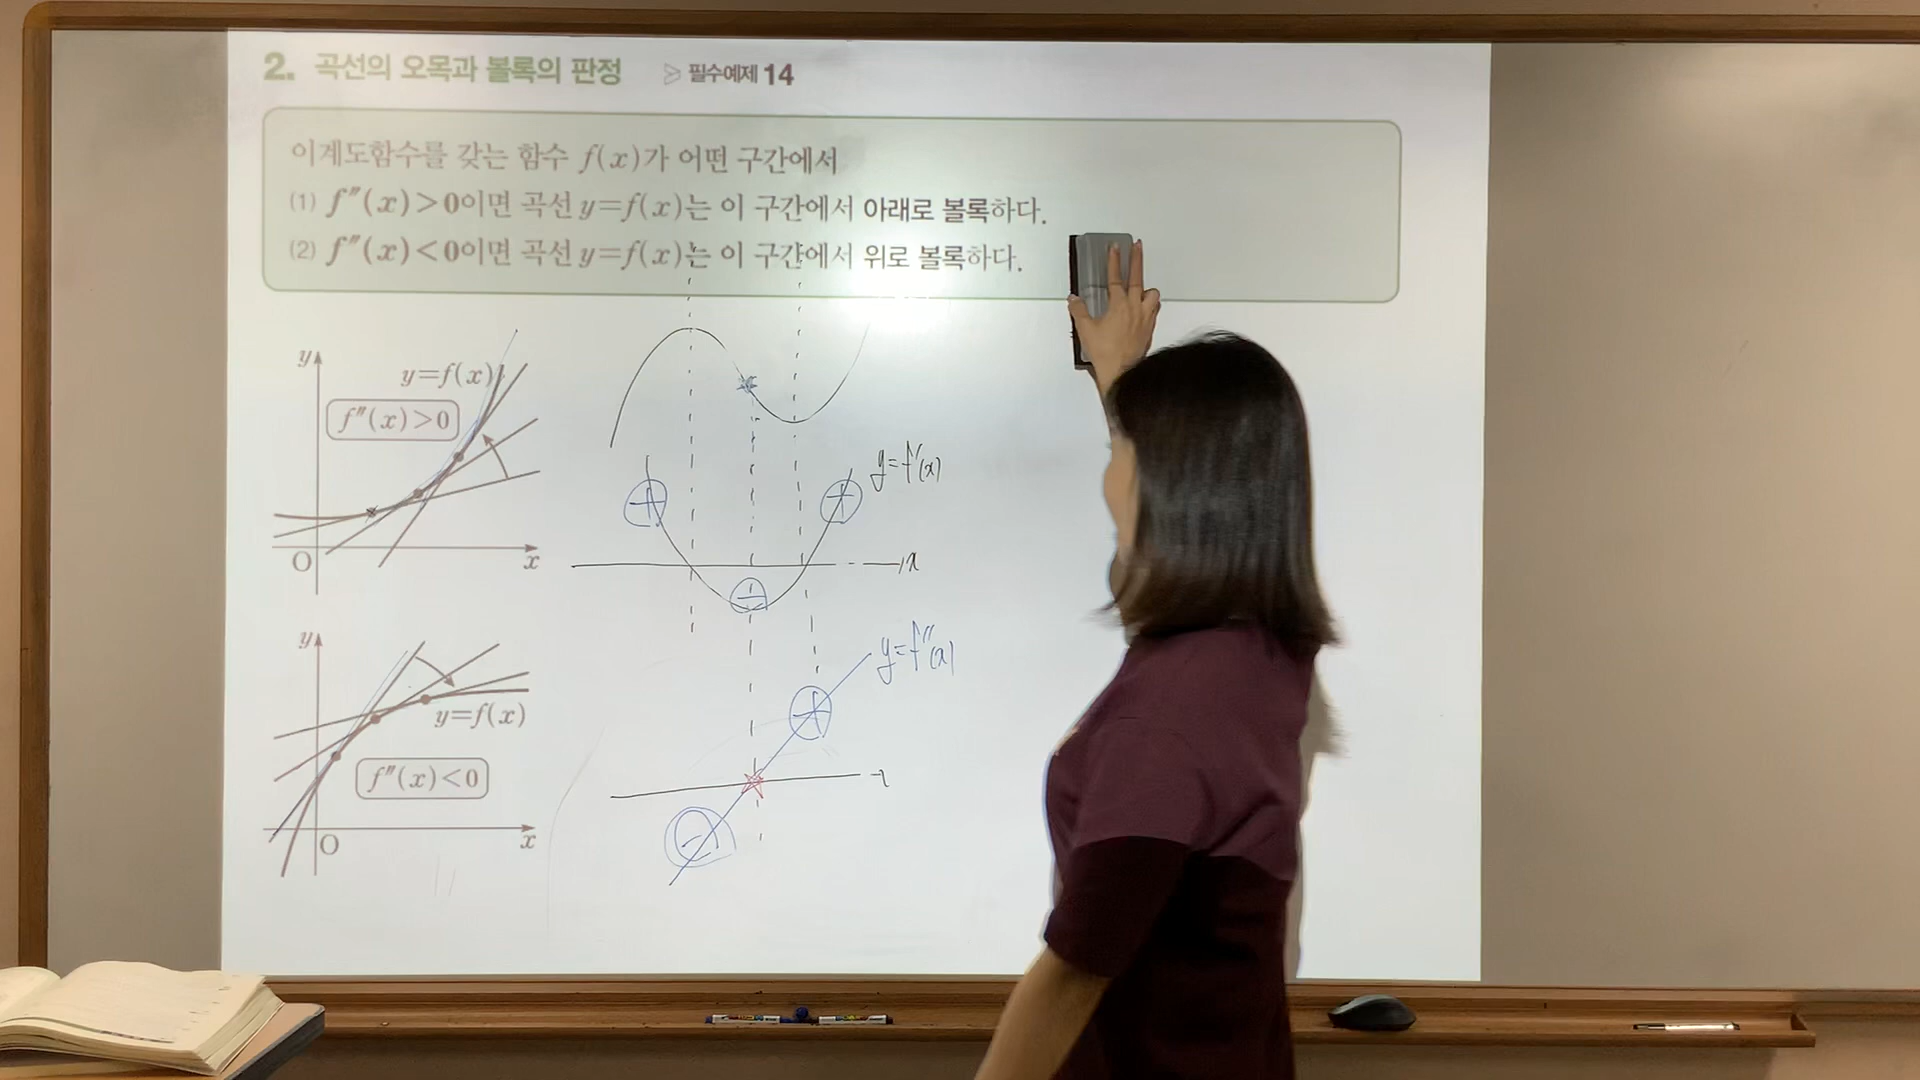 2. 곡선의 오목과 볼록의 판정 ≫ 필수예제 14
이계도함수를 갖는 함수 f(x)가 어떤 구간에서
(1) f″(x)>0이면 곡선 y=f(x)는 이 구간에서 아래로 볼록하다.
(2) f″(x)<0이면 곡선 y=f(x)는 이 구간에서 위로 볼록하다.
y
y=f(x)
f″(x)>0
O
x
y=f'(x)
+
+
−
x
y
y=f(x)
f″(x)<0
O
x
y=f″(x)
+
−